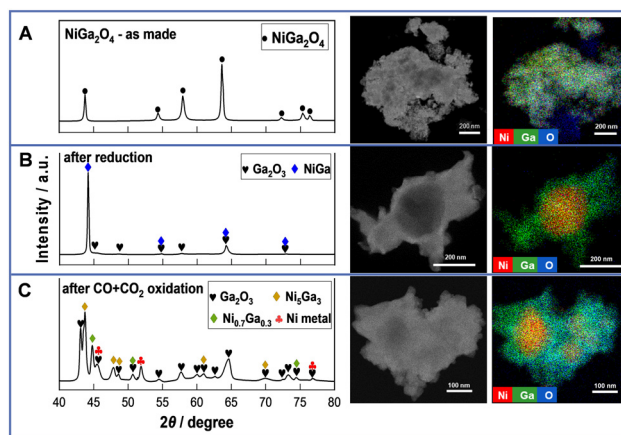 A
NiGa₂O₄ - as made
● NiGa₂O₄
200 nm
Ni Ga O
200 nm
B
after reduction
♥ Ga₂O₃ ♦ NiGa
200 nm
Ni Ga O
200 nm
Intensity / a.u.
C
after CO+CO₂ oxidation
♥ Ga₂O₃ ♦ Ni₅Ga₃
♦ Ni₀.₇Ga₀.₃ ♣ Ni metal
100 nm
Ni Ga O
100 nm
40 45 50 55 60 65 70 75 80
2θ / degree